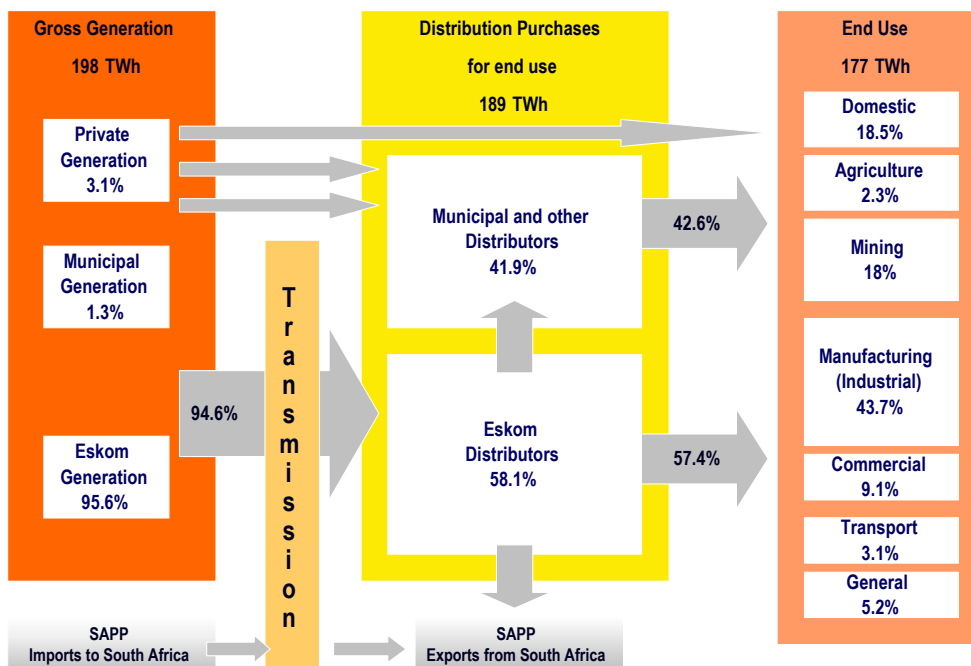 Gross Generation
198 TWh
Private
Generation
3.1%
Municipal
Generation
1.3%
Eskom
Generation
95.6%
94.6%
Transmission
Distribution Purchases
for end use
189 TWh
Municipal and other
Distributors
41.9%
Eskom
Distributors
58.1%
42.6%
57.4%
End Use
177 TWh
Domestic
18.5%
Agriculture
2.3%
Mining
18%
Manufacturing
(Industrial)
43.7%
Commercial
9.1%
Transport
3.1%
General
5.2%
SAPP
Imports to South Africa
SAPP
Exports from South Africa